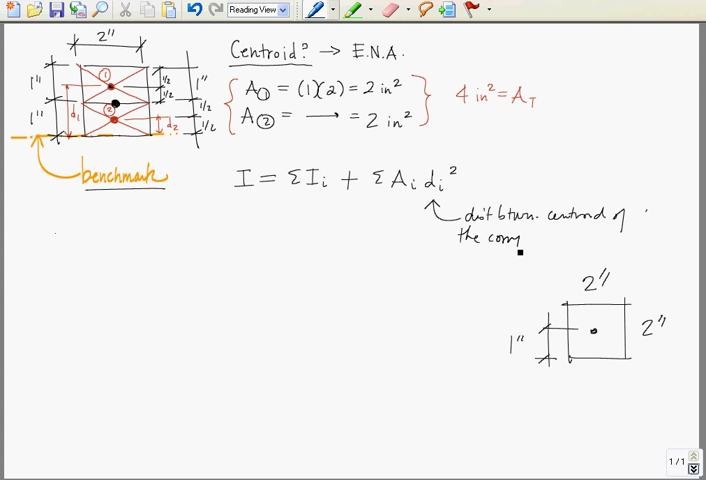 Reading View
2"
Centroid? → E.N.A.
1"
1"
①
②
d1
d2
1/2
1/2
1/2
1/2
1"
A① = (1)(2) = 2 in²
A② = → = 2 in²
4 in² = AT
benchmark
I = ΣIi + ΣAidi²
dist btwn. centroid of
the comp
2"
2"
1"
1/1